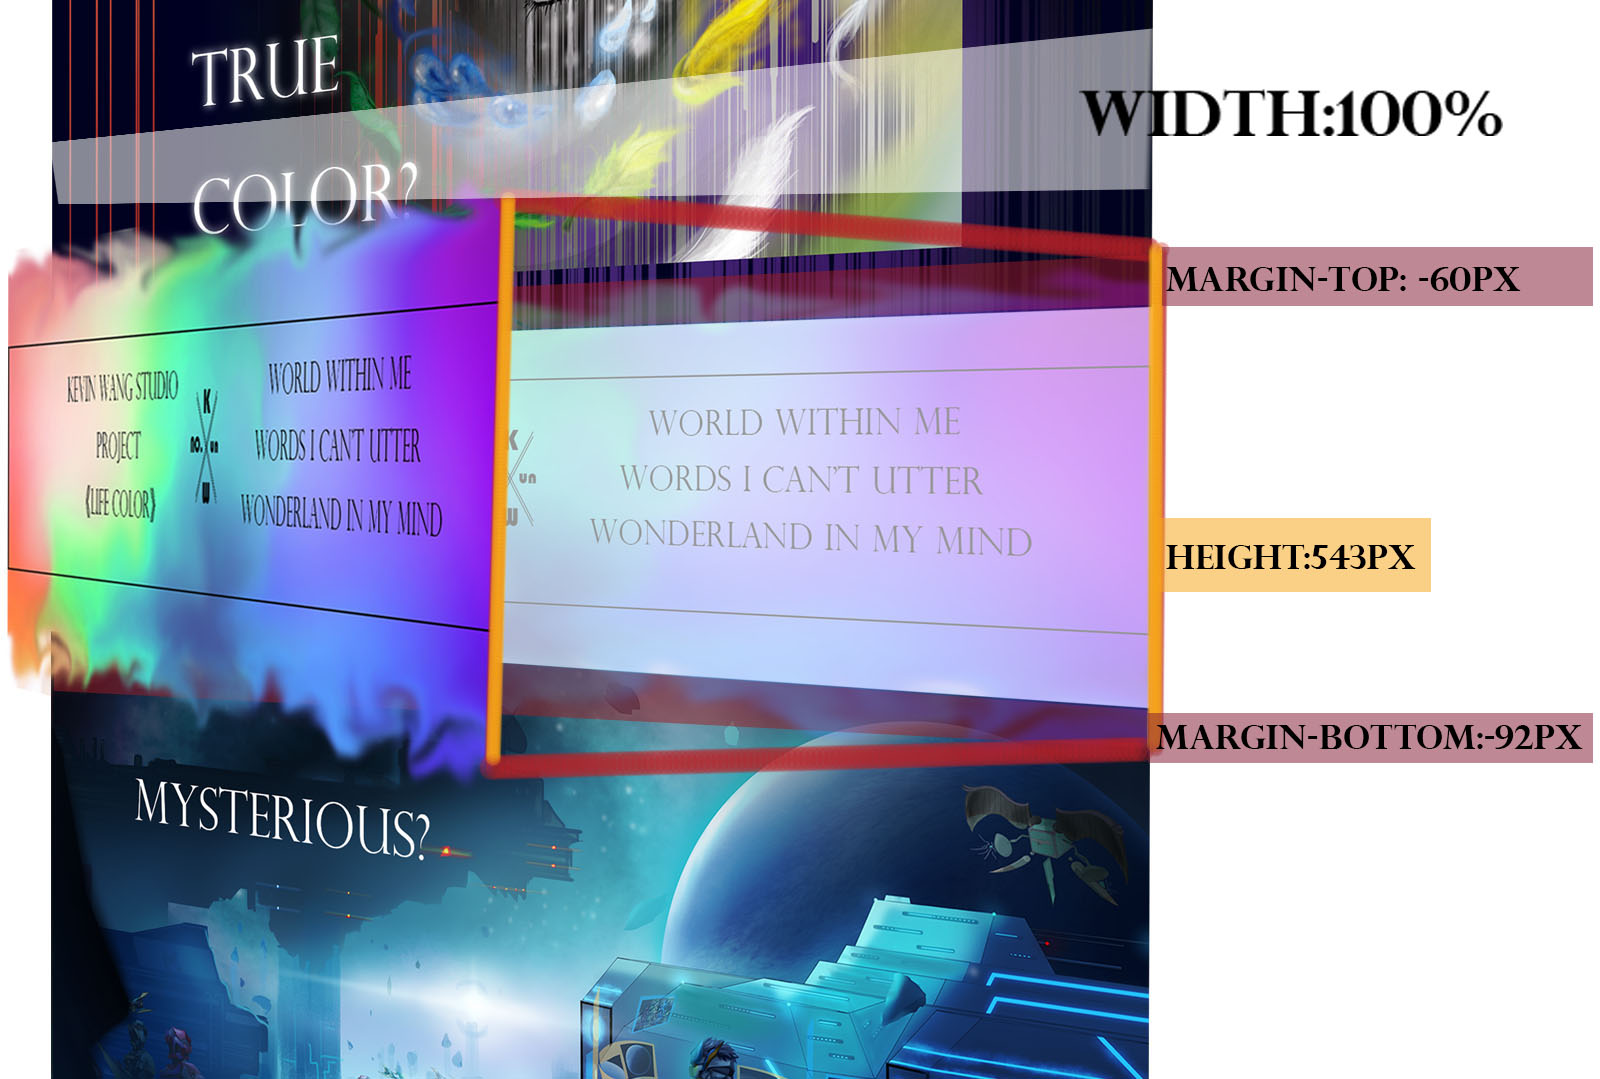 TRUE
COLOR?
WIDTH:100%
MARGIN-TOP: -60PX
KEVIN WANG STUDIO
PROJECT
《LIFE COLOR》
K
no. un
W
WORLD WITHIN ME
WORDS I CAN'T UTTER
WONDERLAND IN MY MIND
K
un
W
WORLD WITHIN ME
WORDS I CAN'T UTTER
WONDERLAND IN MY MIND
HEIGHT:543PX
MARGIN-BOTTOM:-92PX
MYSTERIOUS?